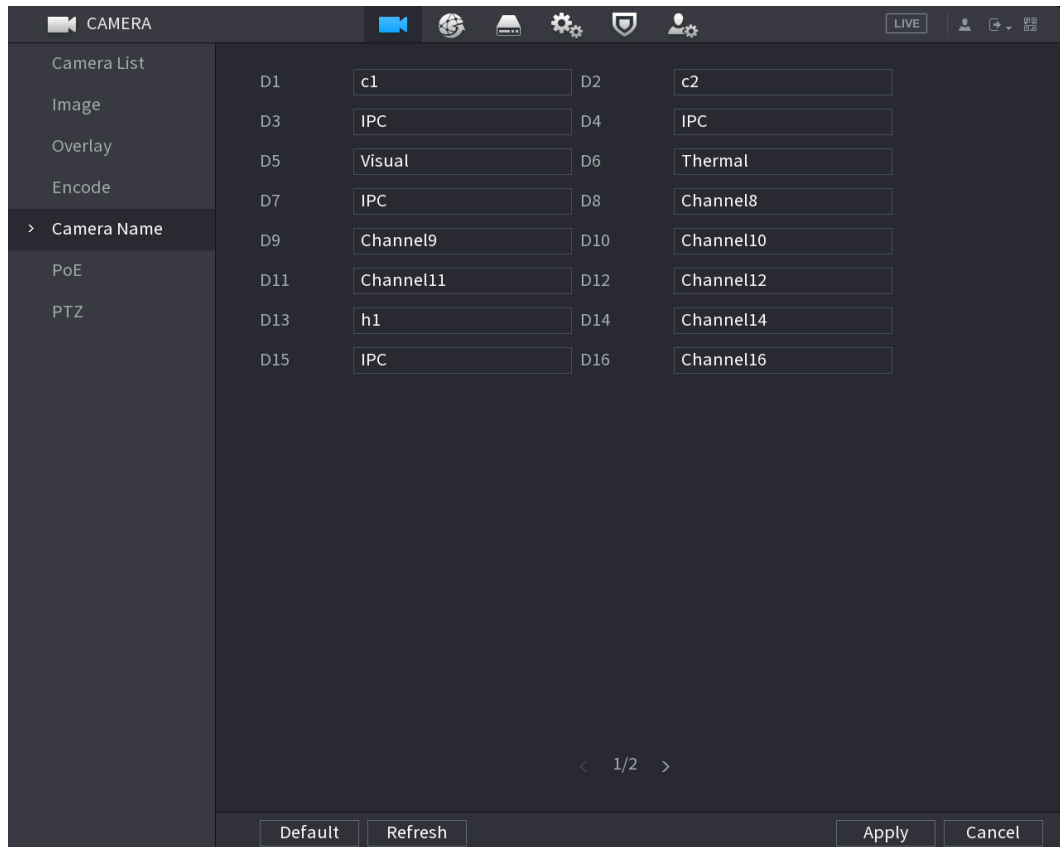 CAMERA LIVE
Camera List
Image
Overlay
Encode
> Camera Name
PoE
PTZ
D1 c1 D2 c2
D3 IPC D4 IPC
D5 Visual D6 Thermal
D7 IPC D8 Channel8
D9 Channel9 D10 Channel10
D11 Channel11 D12 Channel12
D13 h1 D14 Channel14
D15 IPC D16 Channel16
< 1/2 >
Default Refresh Apply Cancel